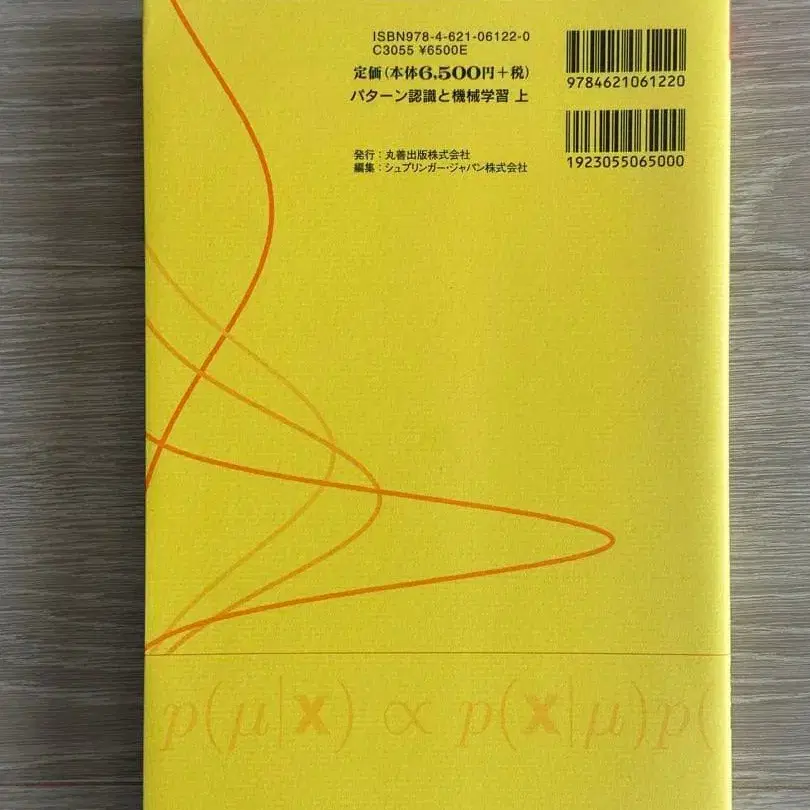 ISBN978-4-621-06122-0
C3055 ¥6500E
定価(本体6,500円+税)
パターン認識と機械学習 上
発行：丸善出版株式会社
編集：シュプリンガー・ジャパン株式会社
9784621061220
1923055065000
p(μ|x) ∝ p(x|μ)p(